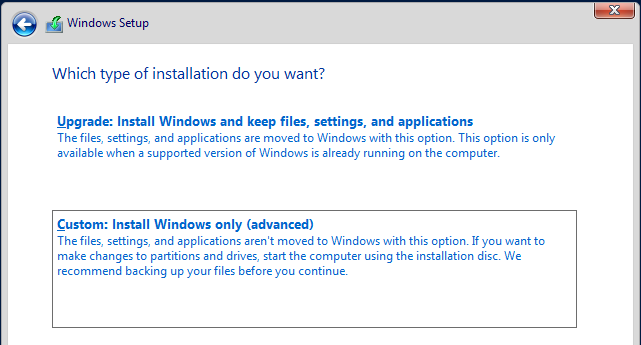 Windows Setup
Which type of installation do you want?
Upgrade: Install Windows and keep files, settings, and applications
The files, settings, and applications are moved to Windows with this option. This option is only
available when a supported version of Windows is already running on the computer.
Custom: Install Windows only (advanced)
The files, settings, and applications aren't moved to Windows with this option. If you want to
make changes to partitions and drives, start the computer using the installation disc. We
recommend backing up your files before you continue.